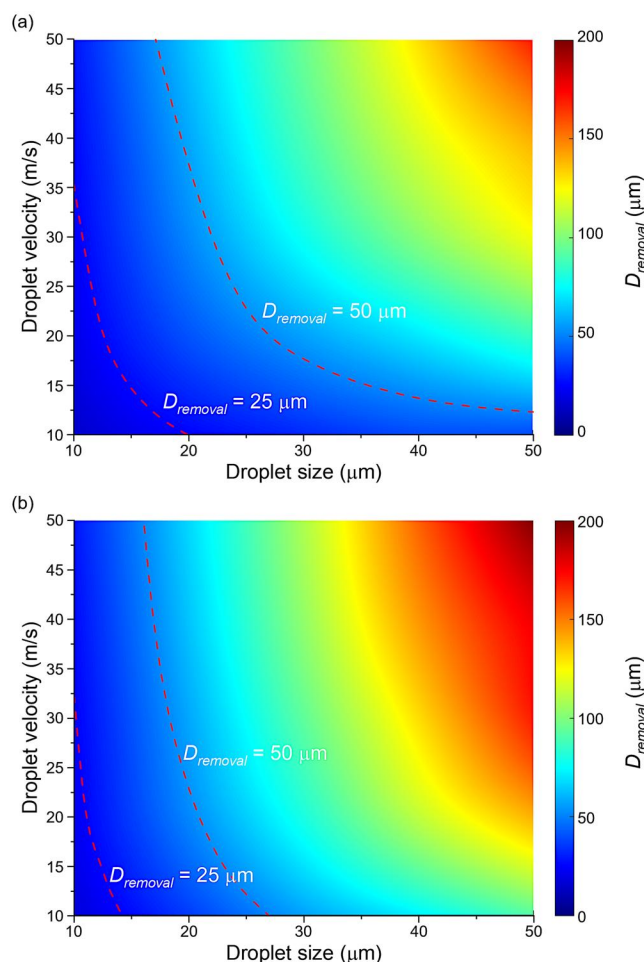 (a)
50
45
40
35
30
25
20
15
10
Droplet velocity (m/s)
D_removal = 50 μm
D_removal = 25 μm
10 20 30 40 50
Droplet size (μm)
200
150
100
50
0
D_removal (μm)
(b)
50
45
40
35
30
25
20
15
10
Droplet velocity (m/s)
D_removal = 50 μm
D_removal = 25 μm
10 20 30 40 50
Droplet size (μm)
200
150
100
50
0
D_removal (μm)